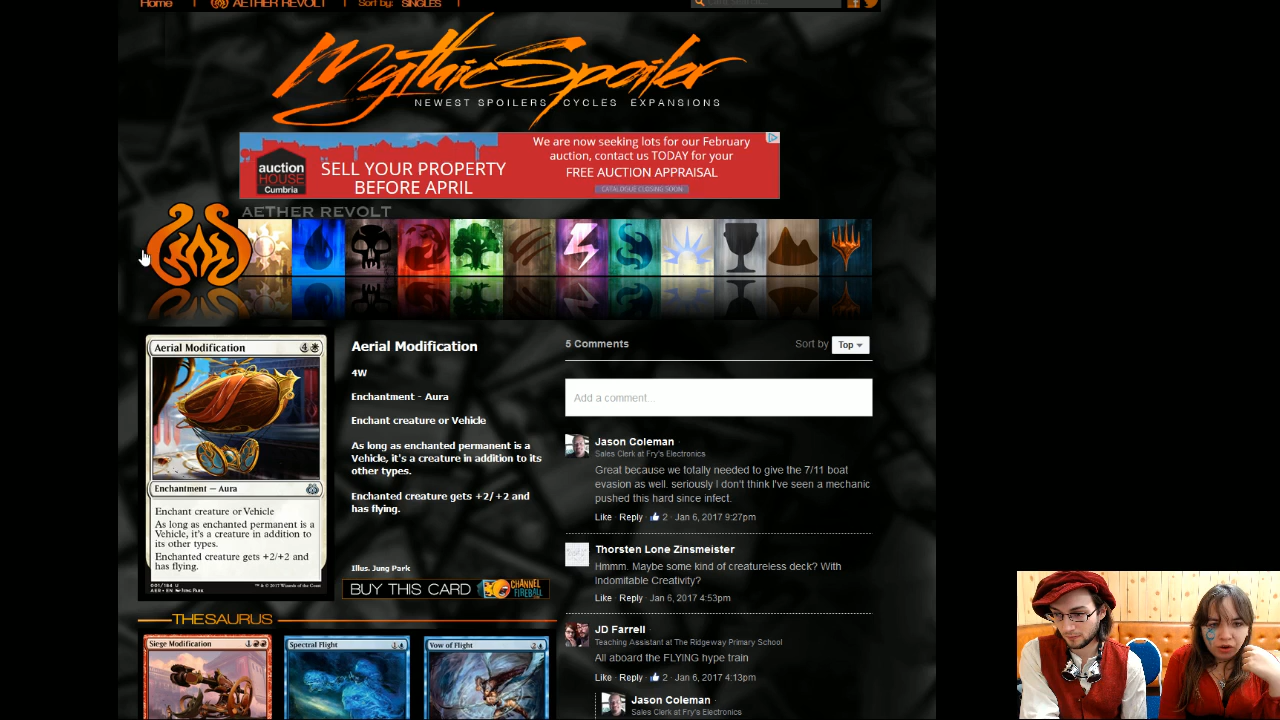 Home
AETHER REVOLT
Sort by: SINGLES
MythicSpoiler
NEWEST SPOILERS CYCLES EXPANSIONS
auction HOUSE Cumbria
SELL YOUR PROPERTY
BEFORE APRIL
We are now seeking lots for our February
auction, contact us TODAY for your
FREE AUCTION APPRAISAL
CATALOGUE CLOSING SOON
AETHER REVOLT
Aerial Modification 4
Enchantment — Aura
Enchant creature or Vehicle
As long as enchanted permanent is a
Vehicle, it's a creature in addition to
its other types.
Enchanted creature gets +2/+2 and
has flying.
Aerial Modification
4W
Enchantment - Aura
Enchant creature or Vehicle
As long as enchanted permanent is a
Vehicle, it's a creature in addition to its
other types.
Enchanted creature gets +2/+2 and
has flying.
Illus. Jung Park
BUY THIS CARD CHANNEL FIREBALL
THESAURUS
Siege Modification 1
Spectral Flight 1
Vow of Flight 2
5 Comments
Sort by Top
Add a comment...
Jason Coleman ·
Sales Clerk at Fry's Electronics
Great because we totally needed to give the 7/11 boat
evasion as well. seriously I don't think I've seen a mechanic
pushed this hard since infect.
Like · Reply · 2 · Jan 6, 2017 9:27pm
Thorsten Lone Zinsmeister
Hmmm. Maybe some kind of creatureless deck? With
Indomitable Creativity?
Like · Reply · Jan 6, 2017 4:53pm
JD Farrell ·
Teaching Assistant at The Ridgeway Primary School
All aboard the FLYING hype train
Like · Reply · 2 · Jan 6, 2017 4:13pm
Jason Coleman ·
Sales Clerk at Fry's Electronics